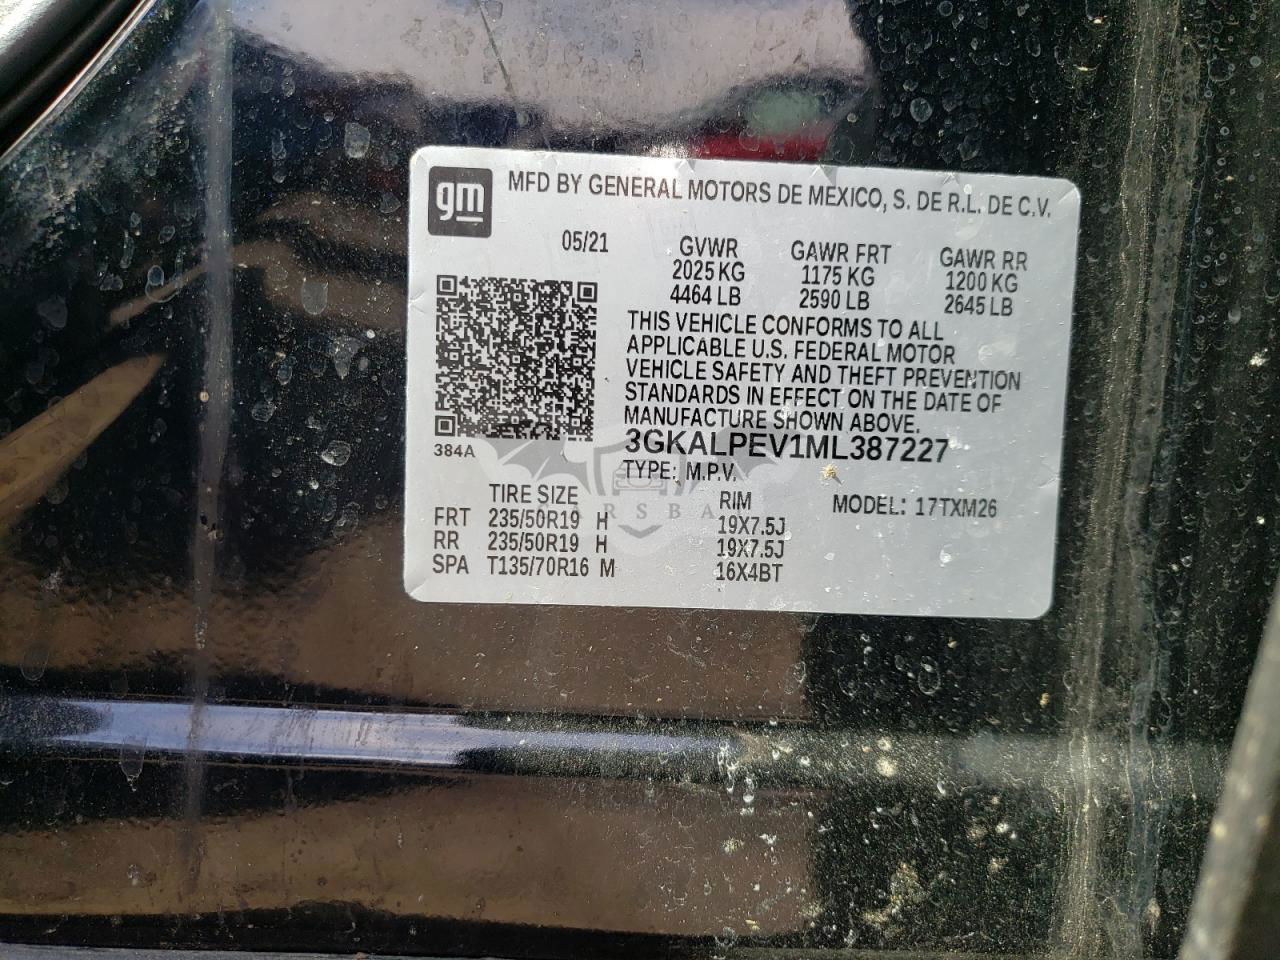 gm MFD BY GENERAL MOTORS DE MEXICO, S. DE R.L. DE C.V.
05/21 GVWR GAWR FRT GAWR RR
2025 KG 1175 KG 1200 KG
4464 LB 2590 LB 2645 LB
THIS VEHICLE CONFORMS TO ALL
APPLICABLE U.S. FEDERAL MOTOR
VEHICLE SAFETY AND THEFT PREVENTION
STANDARDS IN EFFECT ON THE DATE OF
MANUFACTURE SHOWN ABOVE.
384A 3GKALPEV1ML387227
TYPE: M.P.V.
TIRE SIZE RIM MODEL: 17TXM26
FRT 235/50R19 H 19X7.5J
RR 235/50R19 H 19X7.5J
SPA T135/70R16 M 16X4BT
CARSBA